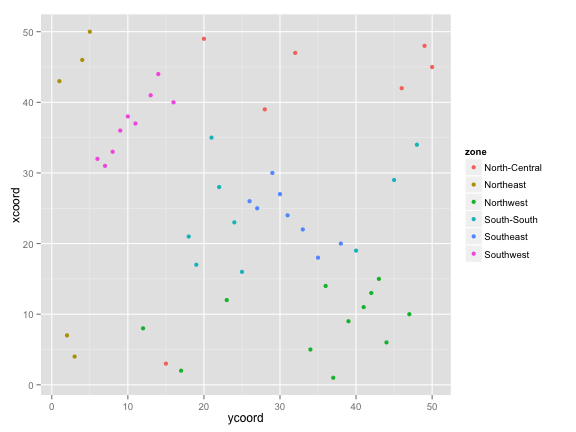 50
40
30
20
10
0
xcoord
0 10 20 30 40 50
ycoord
zone
North-Central
Northeast
Northwest
South-South
Southeast
Southwest